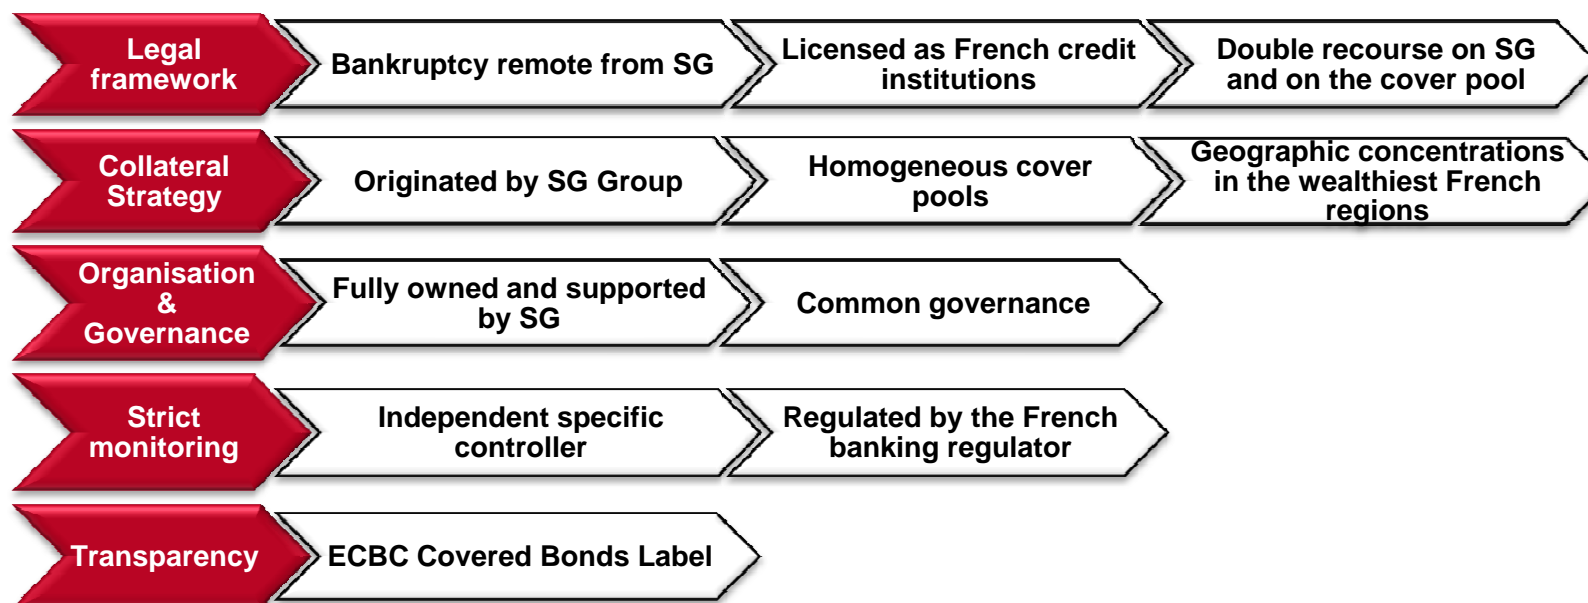 Legal
framework
Bankruptcy remote from SG
Licensed as French credit
institutions
Double recourse on SG
and on the cover pool
Collateral
Strategy
Originated by SG Group
Homogeneous cover
pools
Geographic concentrations
in the wealthiest French
regions
Organisation
&
Governance
Fully owned and supported
by SG
Common governance
Strict
monitoring
Independent specific
controller
Regulated by the French
banking regulator
Transparency
ECBC Covered Bonds Label